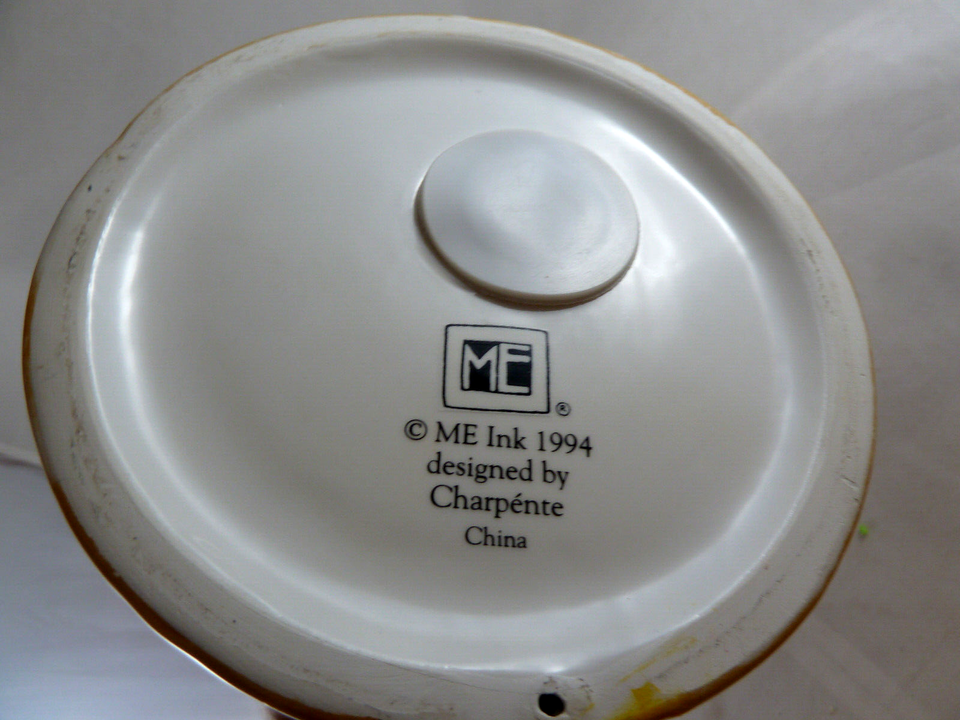 ME
®
© ME Ink 1994
designed by
Charpénte
China